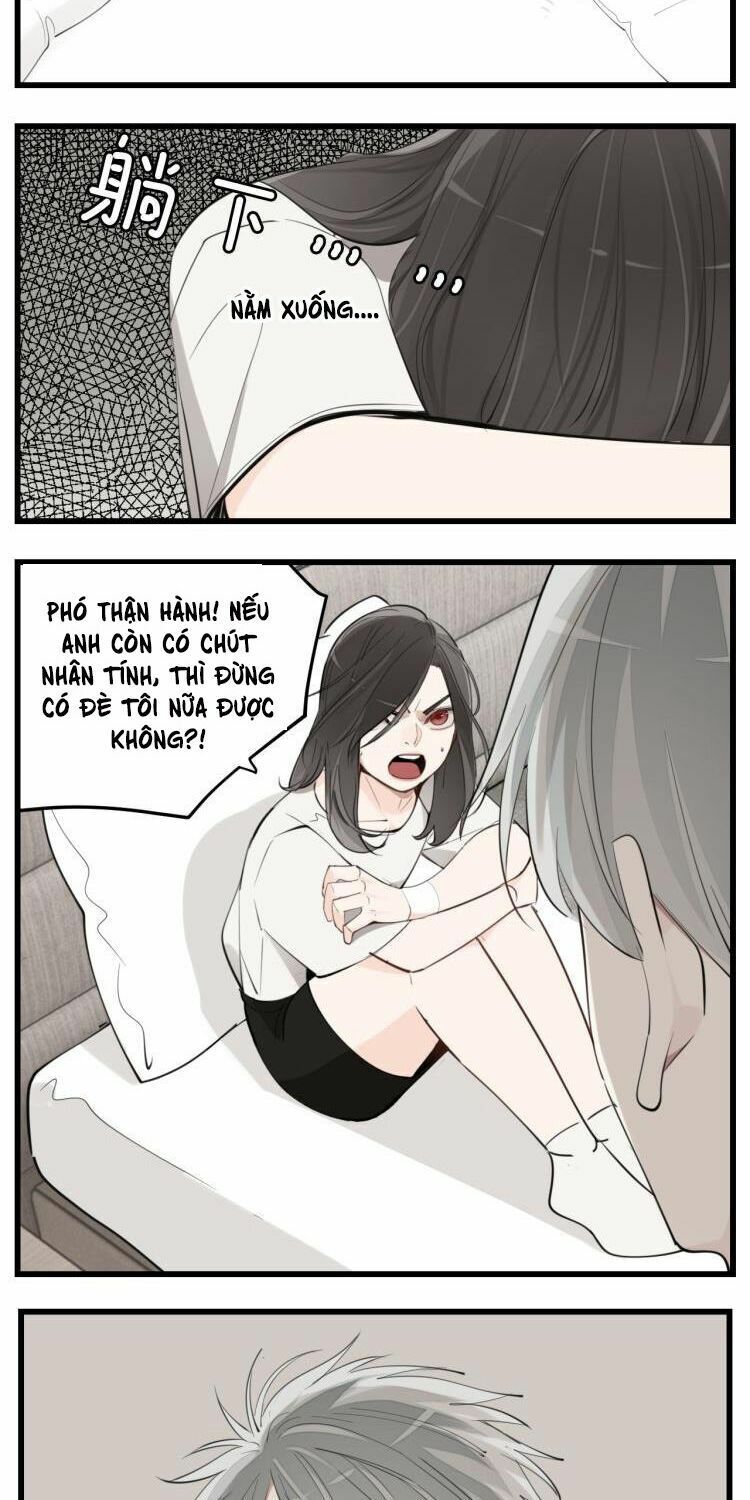 躺下... ...
NẰM XUỐNG....
PHÓ THẬN HÀNH! NẾU
ANH CÒN CÓ CHÚT
NHÂN TÍNH, THÌ ĐỪNG
CÓ ĐÈ TÔI NỮA ĐƯỢC
KHÔNG?!